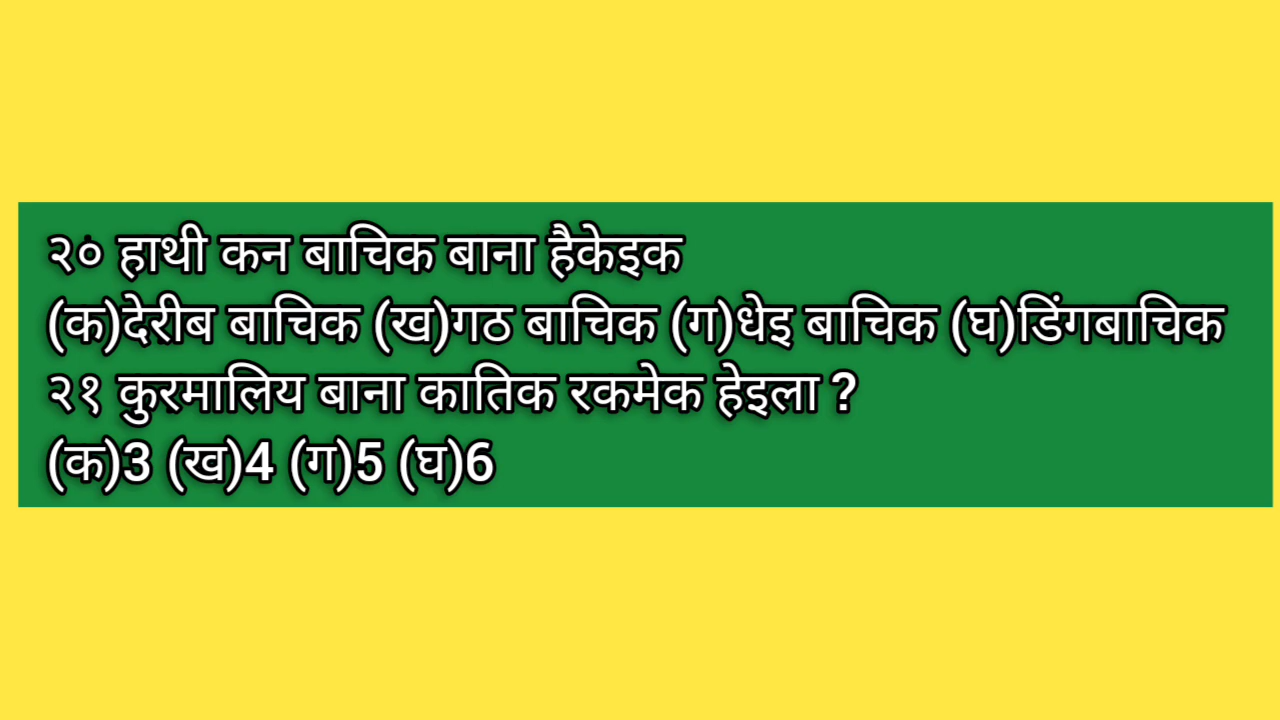 २० हाथी कन बाचिक बाना हैकेइक
(क)देरीब बाचिक (ख)गठ बाचिक (ग)धेइ बाचिक (घ)डिंगबाचिक
२१ कुरमालिय बाना कातिक रकमेक हेइला ?
(क)3 (ख)4 (ग)5 (घ)6